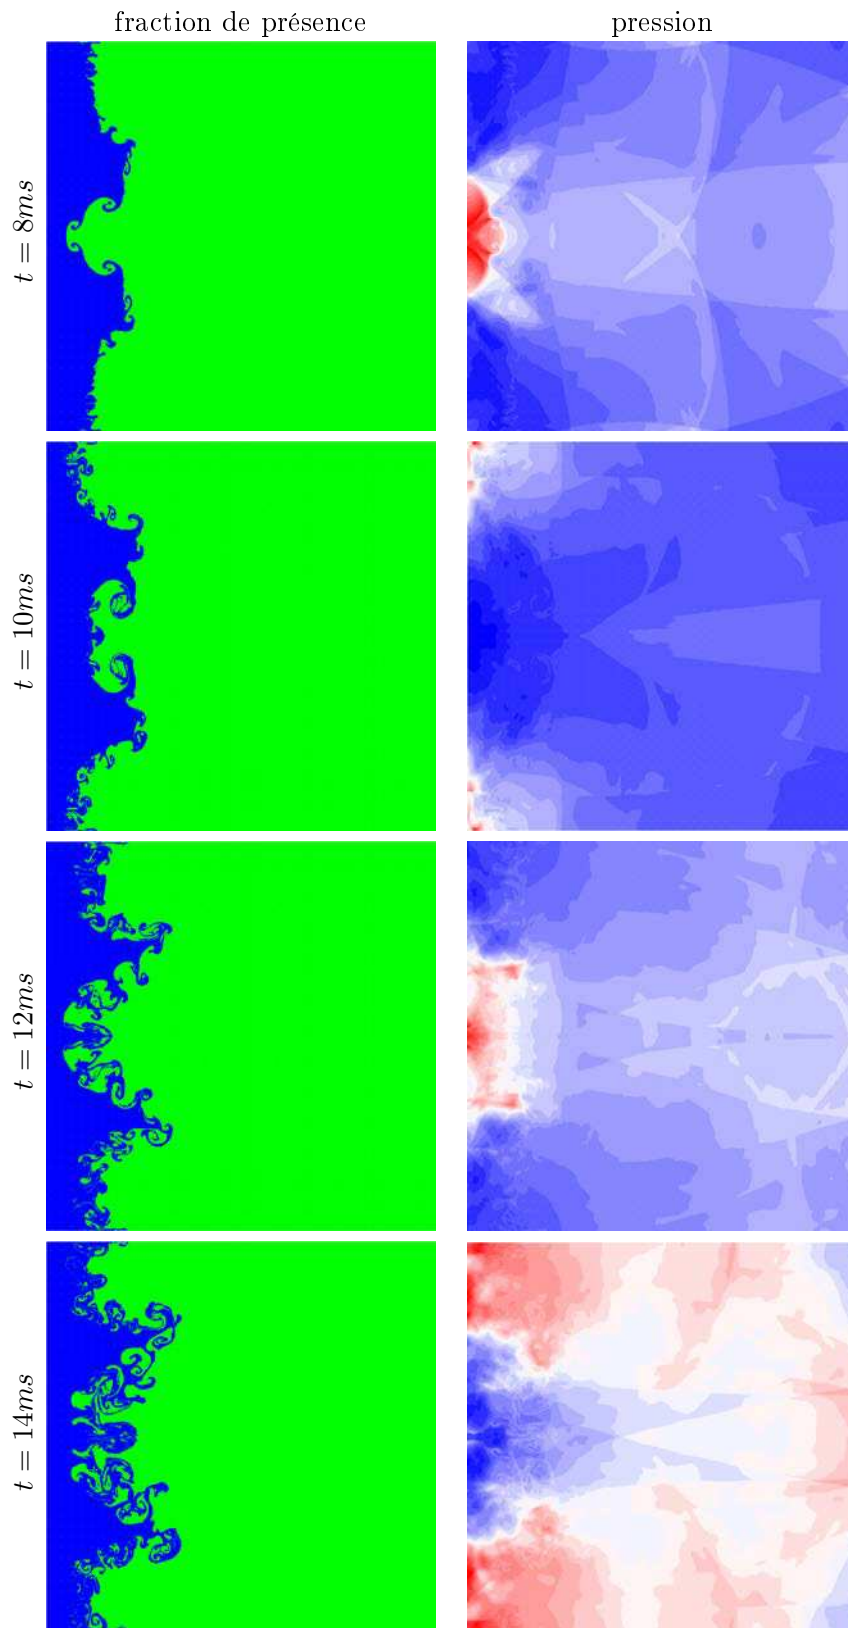 fraction de présence
pression
t = 8ms
t = 10ms
t = 12ms
t = 14ms